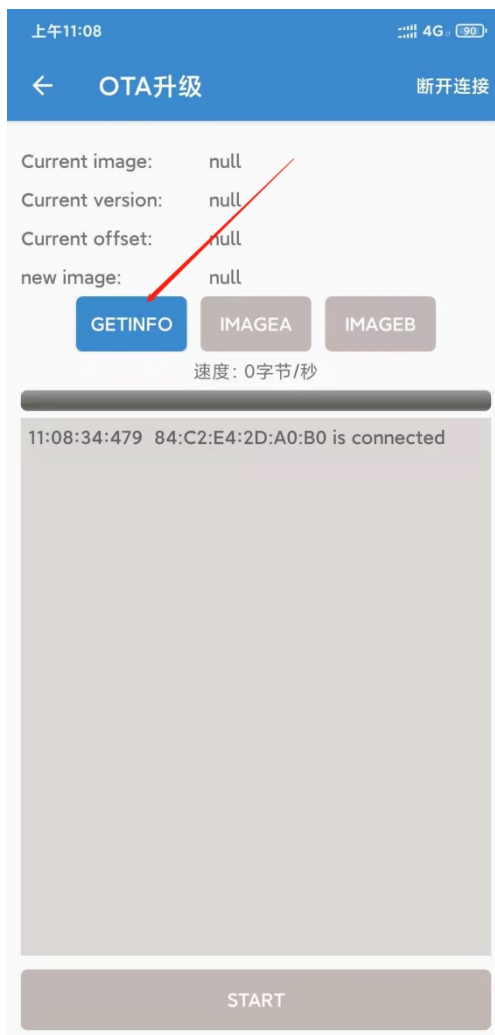 上午11:08 4G 90
← OTA升级 断开连接
Current image: null
Current version: null
Current offset: null
new image: null
GETINFO IMAGEA IMAGEB
速度: 0字节/秒
11:08:34:479 84:C2:E4:2D:A0:B0 is connected
START